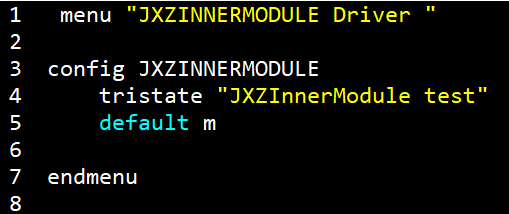 1 menu "JXZINNERMODULE Driver "
2
3 config JXZINNERMODULE
4 tristate "JXZInnerModule test"
5 default m
6
7 endmenu
8